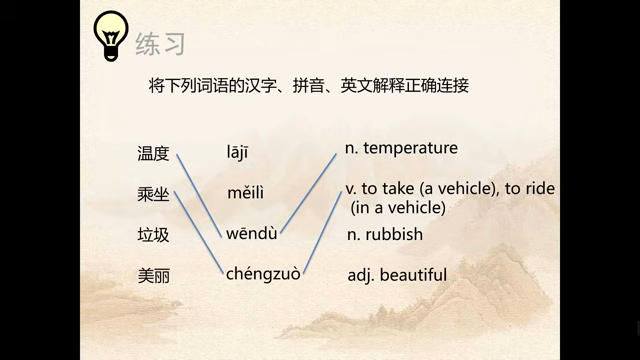 练习
将下列词语的汉字、拼音、英文解释正确连接
温度 lājī n. temperature
乘坐 měilì v. to take (a vehicle), to ride
(in a vehicle)
垃圾 wēndù n. rubbish
美丽 chéngzuò adj. beautiful